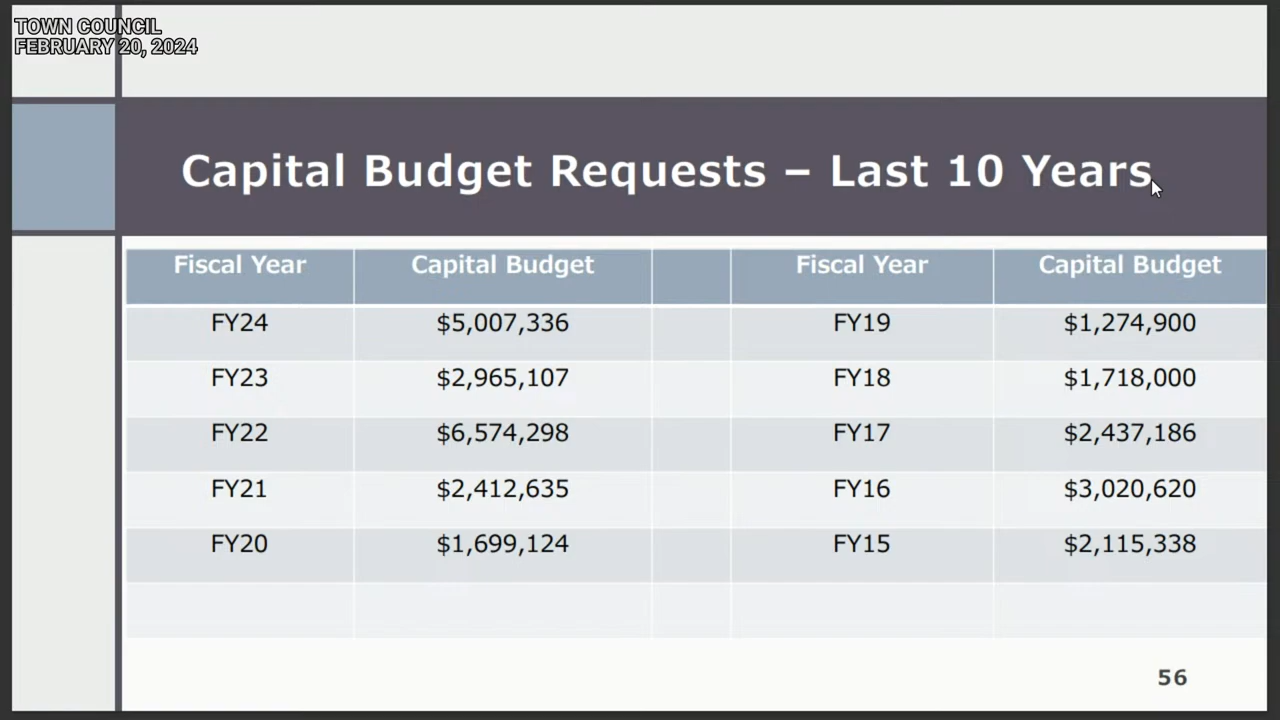 TOWN COUNCIL
FEBRUARY 20, 2024
Capital Budget Requests – Last 10 Years
Fiscal Year Capital Budget Fiscal Year Capital Budget
FY24 $5,007,336 FY19 $1,274,900
FY23 $2,965,107 FY18 $1,718,000
FY22 $6,574,298 FY17 $2,437,186
FY21 $2,412,635 FY16 $3,020,620
FY20 $1,699,124 FY15 $2,115,338
56